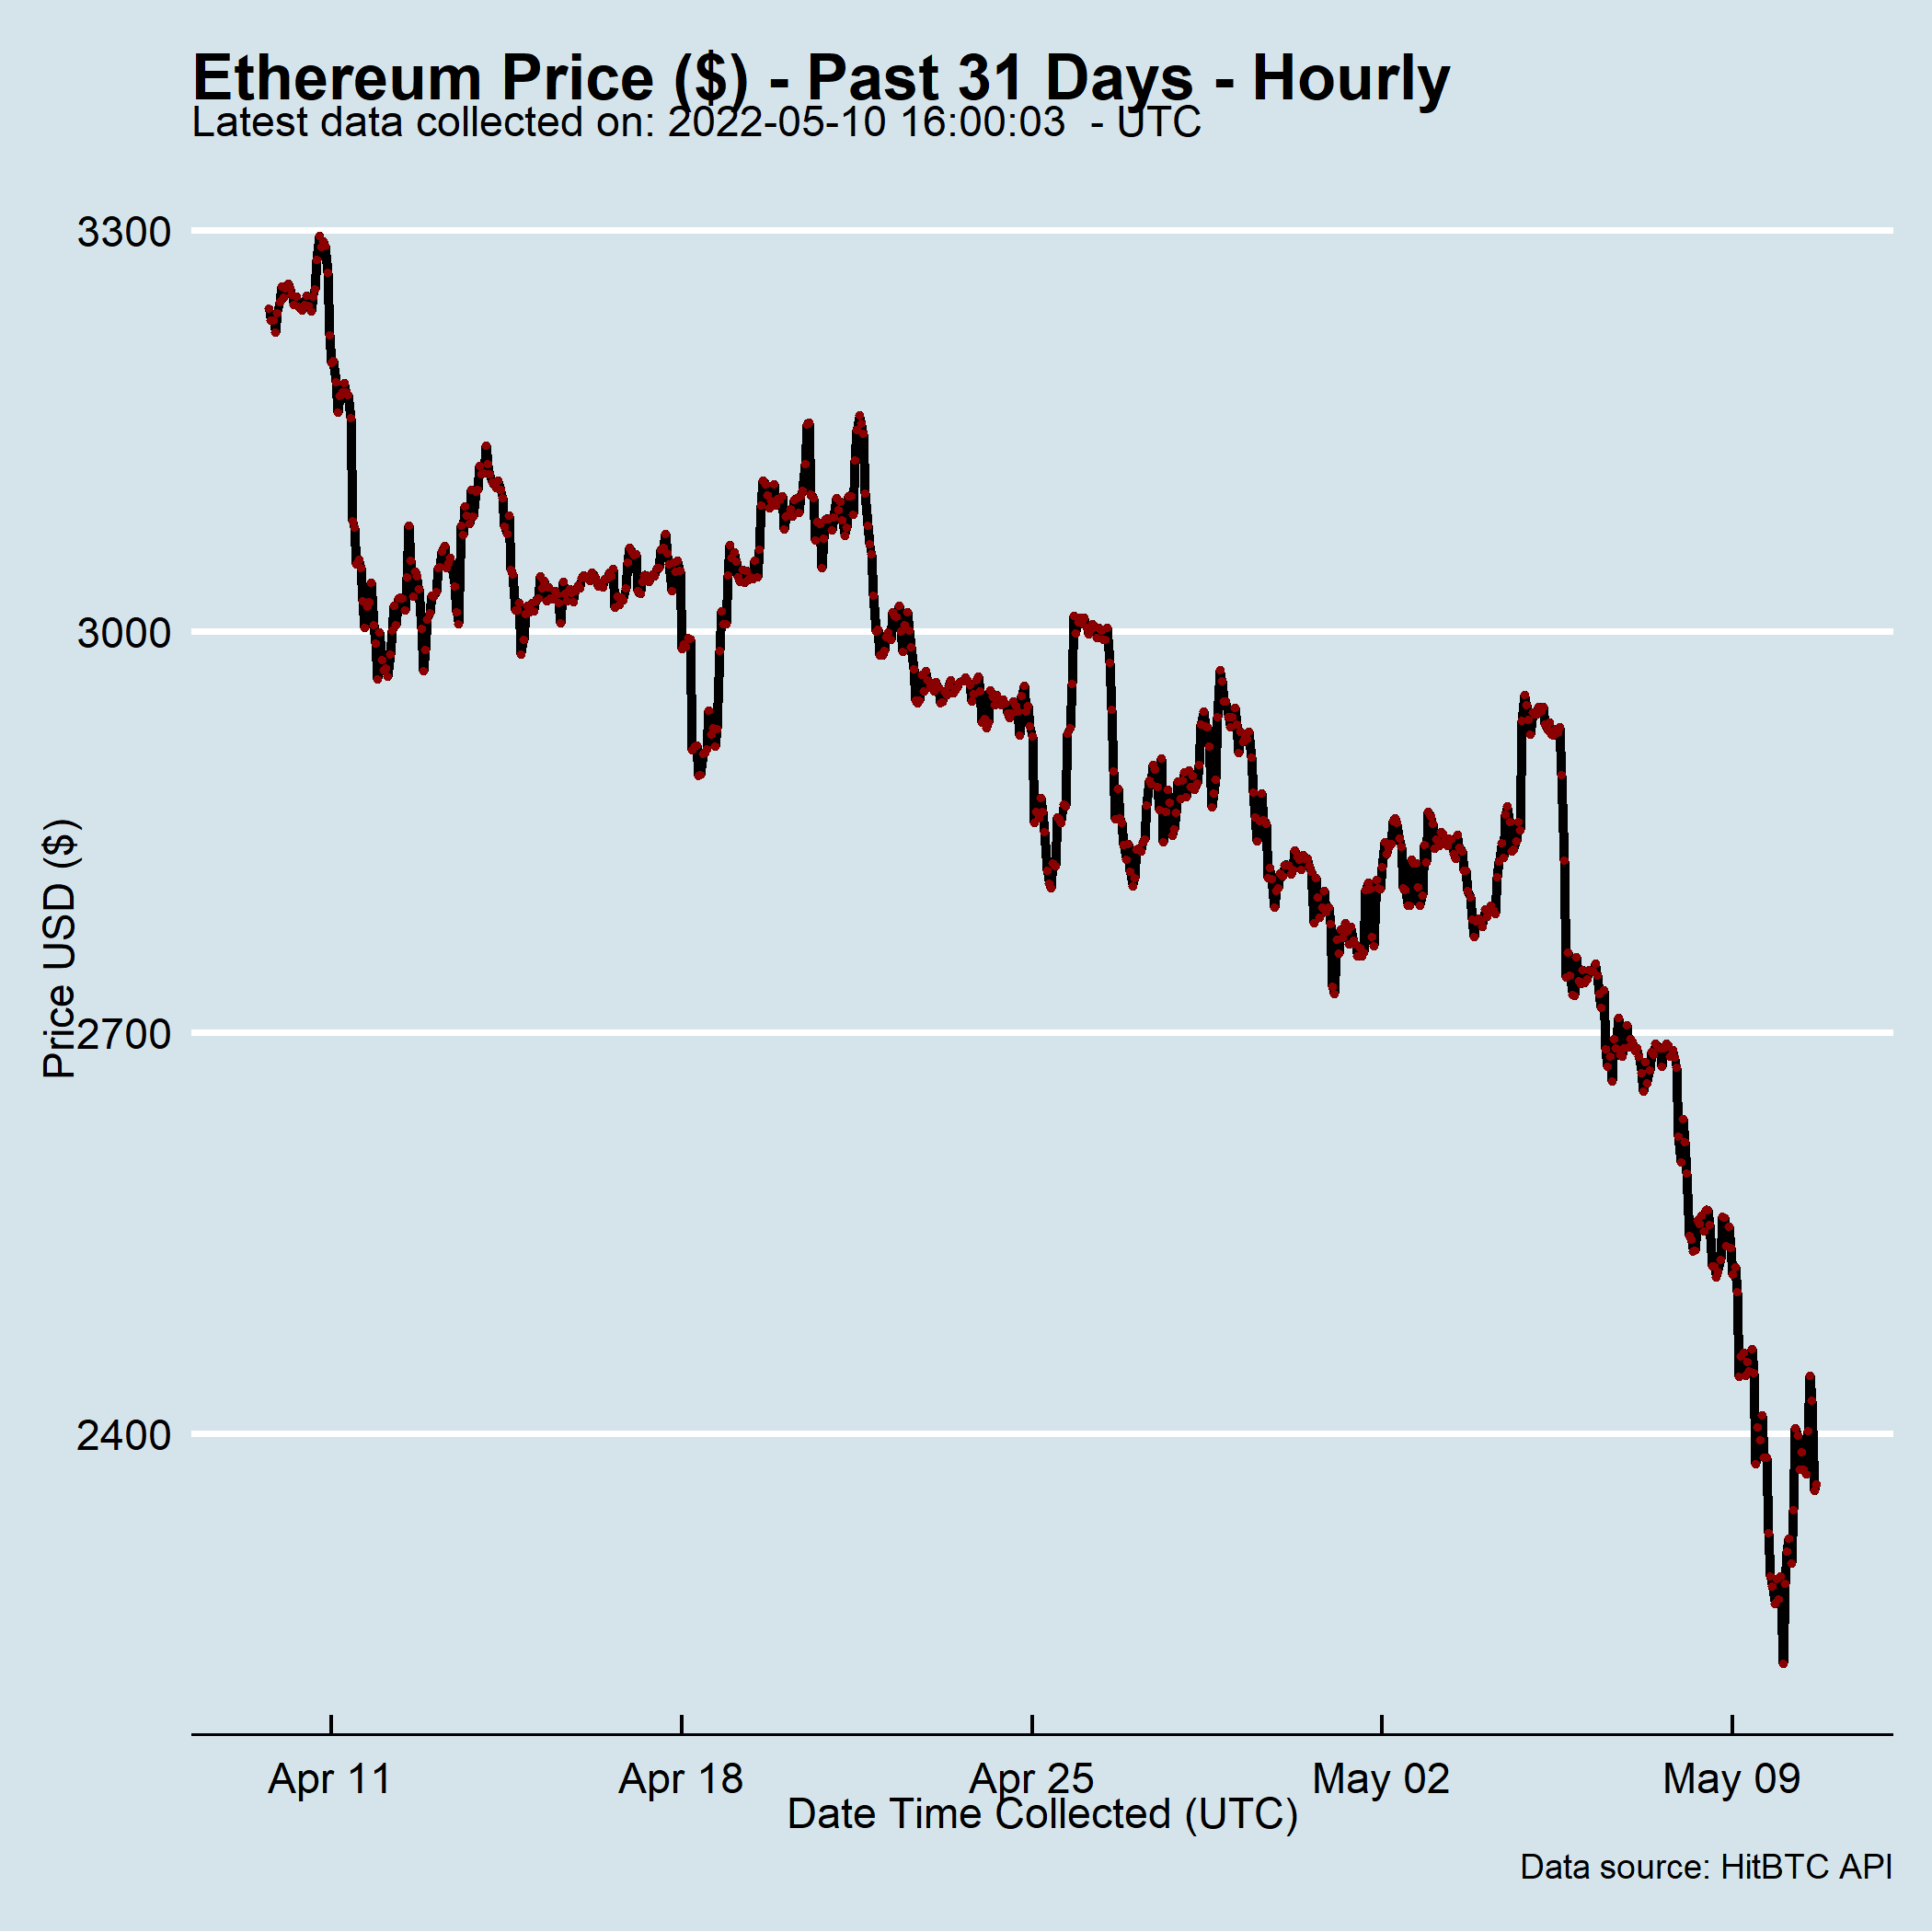 Ethereum Price ($) - Past 31 Days - Hourly
Latest data collected on: 2022-05-10 16:00:03  - UTC
3300
3000
2700
2400
Price USD ($)
Apr 11
Apr 18
Apr 25
May 02
May 09
Date Time Collected (UTC)
Data source: HitBTC API